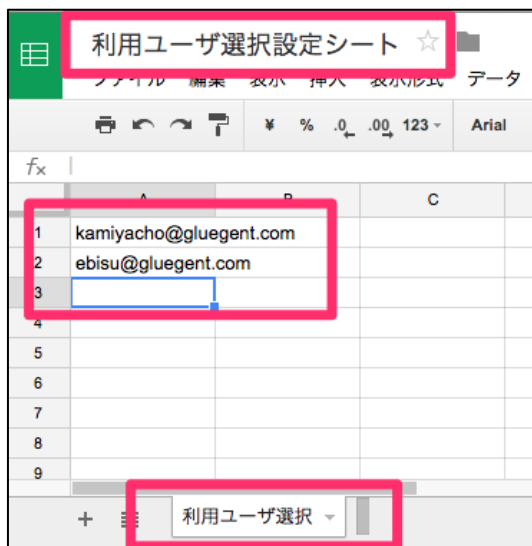 利用ユーザ選択設定シート
ファイル 編集 表示 挿入 表示形式 データ
¥ % .0 .00 123 Arial
fx
A B C
1 kamiyacho@gluegent.com
2 ebisu@gluegent.com
3
4
5
6
7
8
9
利用ユーザ選択